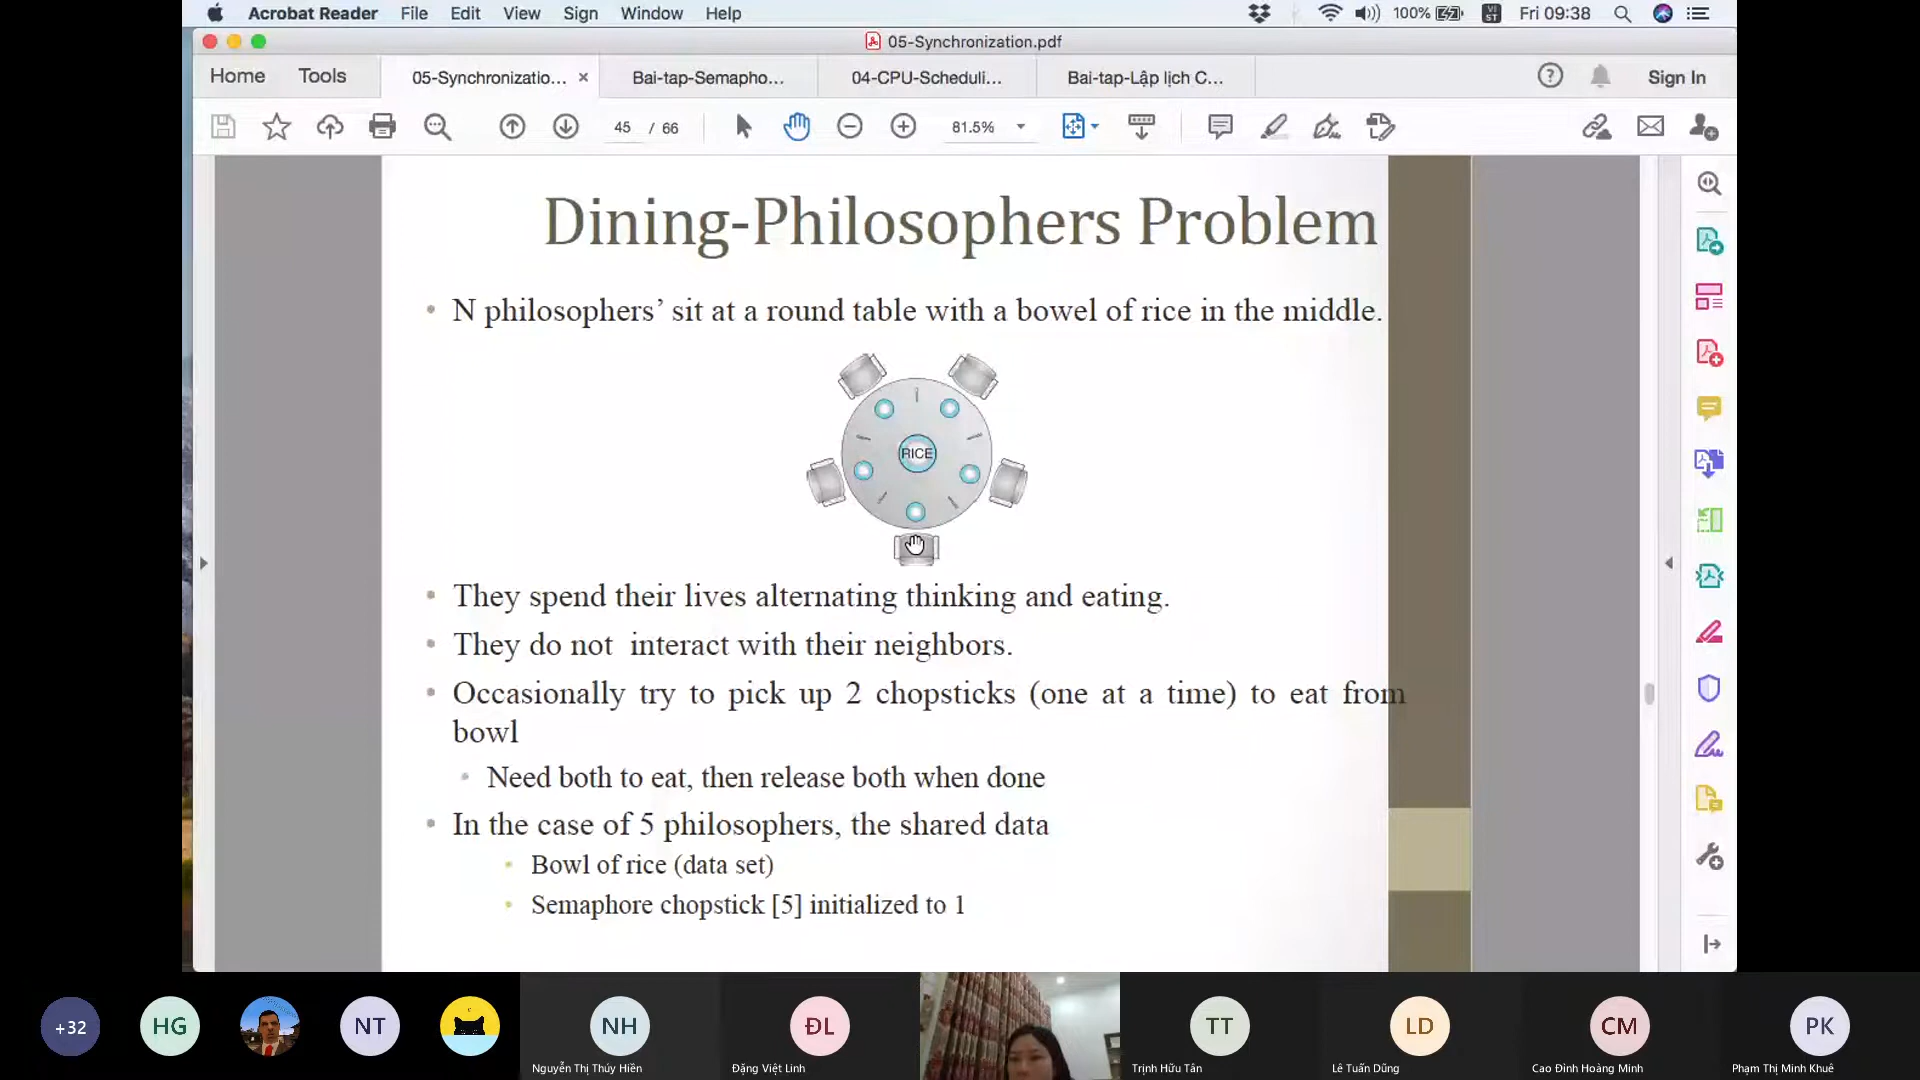 Acrobat Reader File Edit View Sign Window Help 100% VI ST Fri 09:38
05-Synchronization.pdf
Home Tools 05-Synchronizatio... × Bai-tap-Semapho... 04-CPU-Scheduli... Bai-tap-Lập lịch C... Sign In
45 / 66 81.5%
Dining-Philosophers Problem
• N philosophers’ sit at a round table with a bowel of rice in the middle.
RICE
• They spend their lives alternating thinking and eating.
• They do not interact with their neighbors.
• Occasionally try to pick up 2 chopsticks (one at a time) to eat from
bowl
• Need both to eat, then release both when done
• In the case of 5 philosophers, the shared data
• Bowl of rice (data set)
• Semaphore chopstick [5] initialized to 1
+32 HG NT NH ĐL TT LD CM PK
Nguyễn Thị Thúy Hiền Đặng Việt Linh Trịnh Hữu Tân Lê Tuấn Dũng Cao Đình Hoàng Minh Phạm Thị Minh Khuê